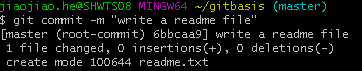 jiaojiao.he@SHWTS08 MINGW64 ~/gitbasis (master)
$ git commit -m "write a readme file"
[master (root-commit) 6bbcaa9] write a readme file
 1 file changed, 0 insertions(+), 0 deletions(-)
 create mode 100644 readme.txt